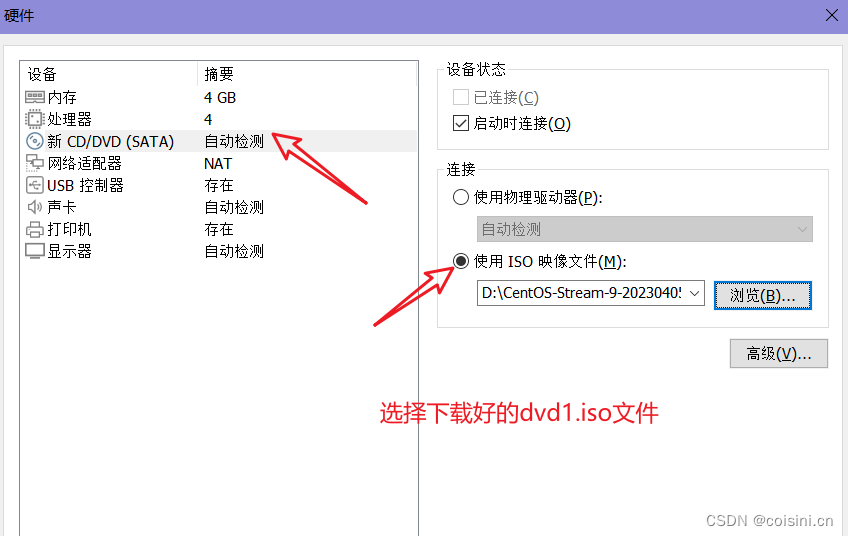 硬件
设备 摘要
内存 4 GB
处理器 4
新 CD/DVD (SATA) 自动检测
网络适配器 NAT
USB 控制器 存在
声卡 自动检测
打印机 存在
显示器 自动检测
设备状态
已连接(C)
启动时连接(O)
连接
使用物理驱动器(P):
自动检测
使用 ISO 映像文件(M):
D:\CentOS-Stream-9-20230405
浏览(B)...
高级(V)...
选择下载好的dvd1.iso文件
CSDN @coisini.cn